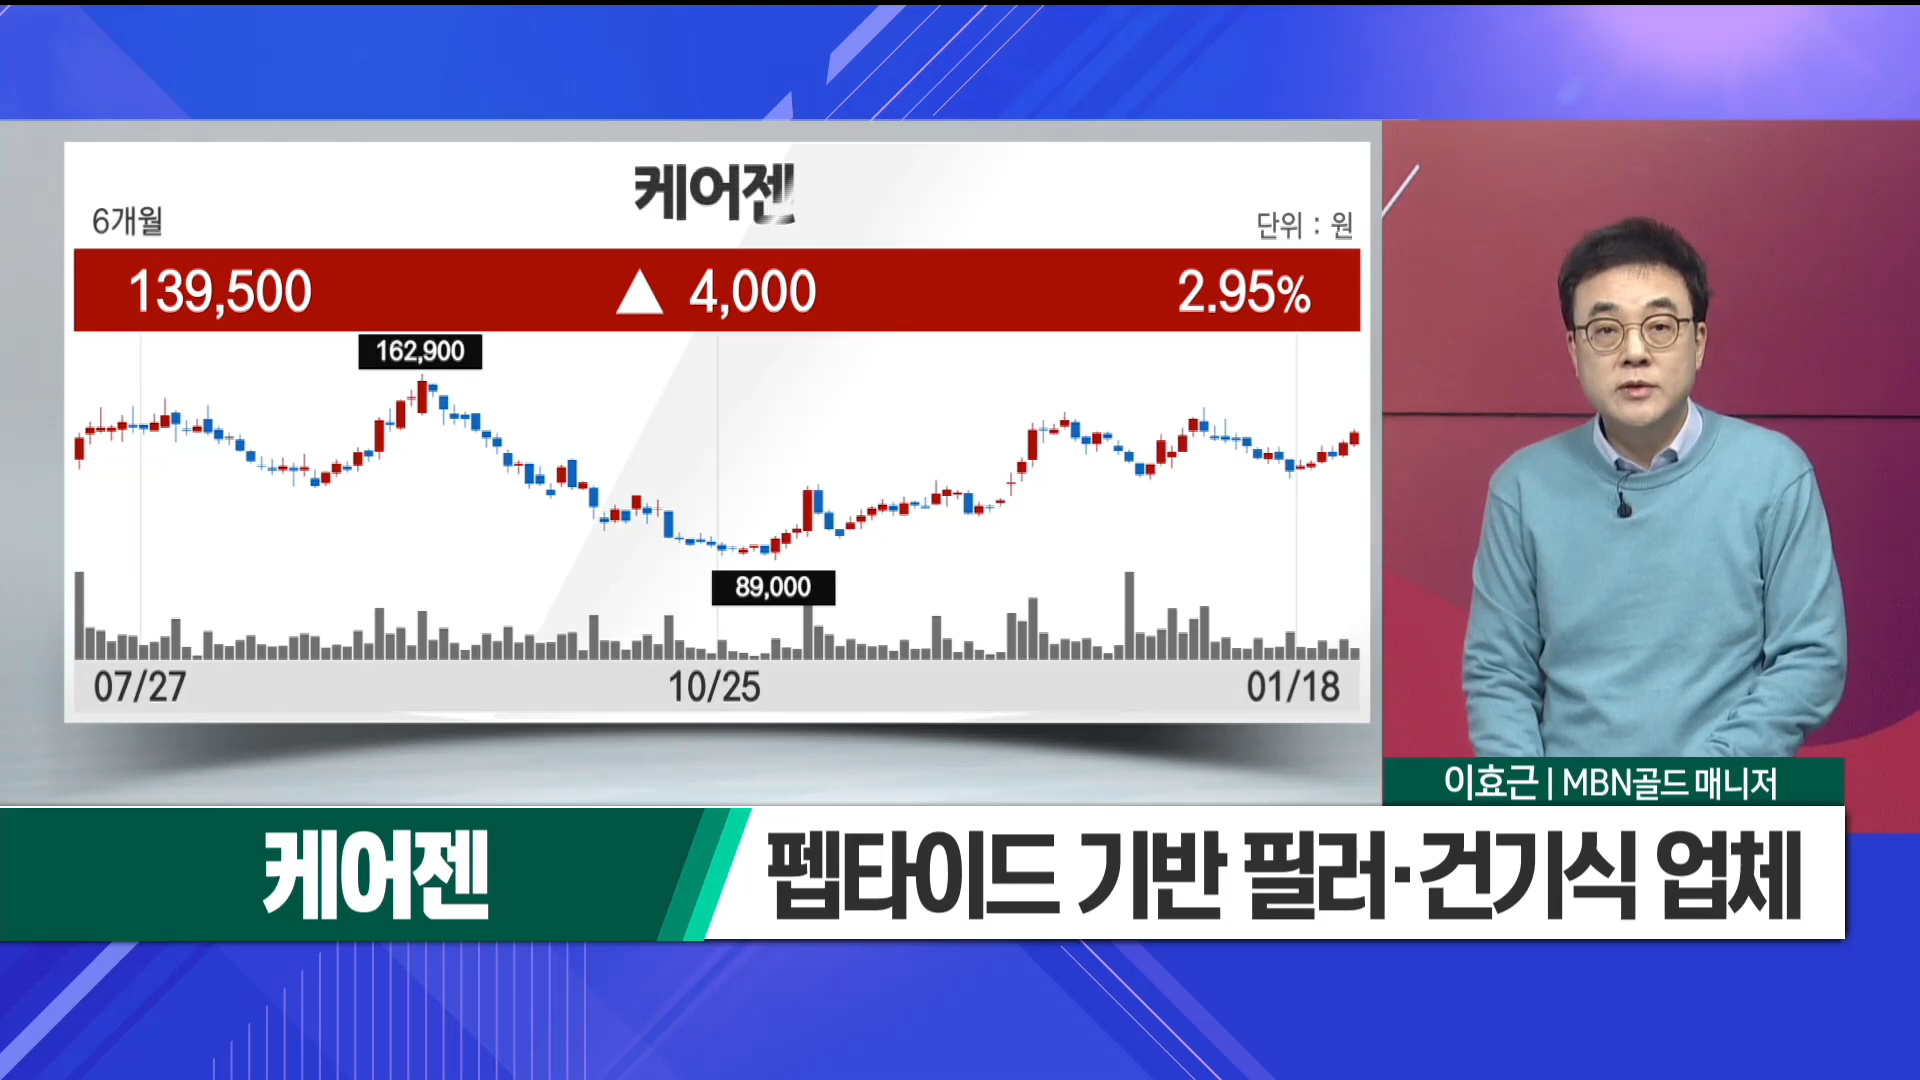 케어젠
6개월
단위 : 원
139,500 ▲ 4,000 2.95%
162,900
89,000
07/27 10/25 01/18
이효근 | MBN골드 매니저
케어젠
펩타이드 기반 필러·건기식 업체